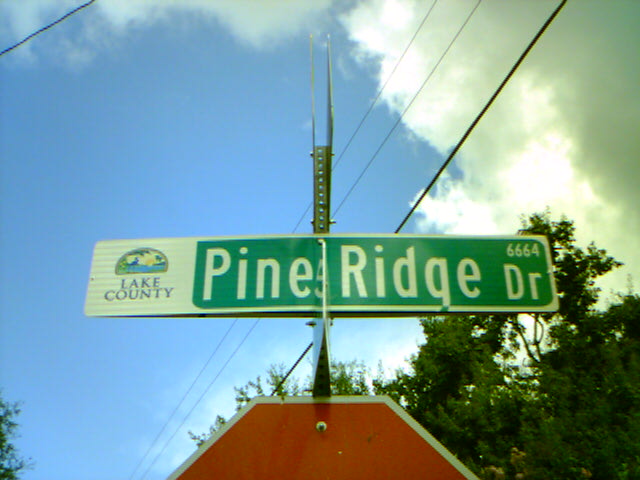 LAKE
COUNTY
Pine Ridge Dr
6664